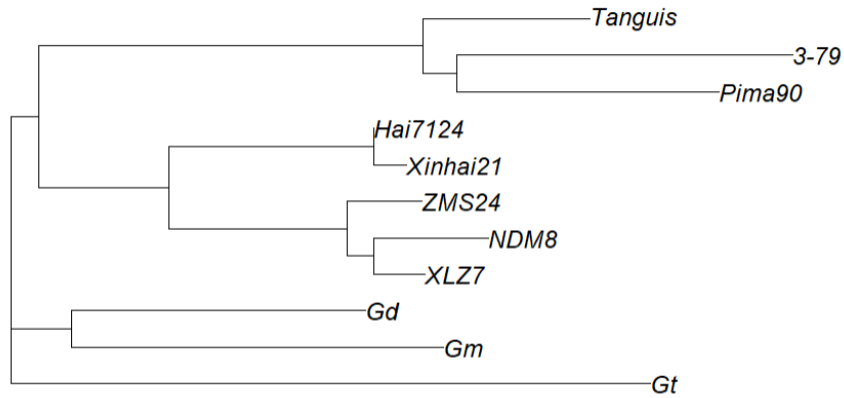 Tanguis
3-79
Pima90
Hai7124
Xinhai21
ZMS24
NDM8
XLZ7
Gd
Gm
Gt